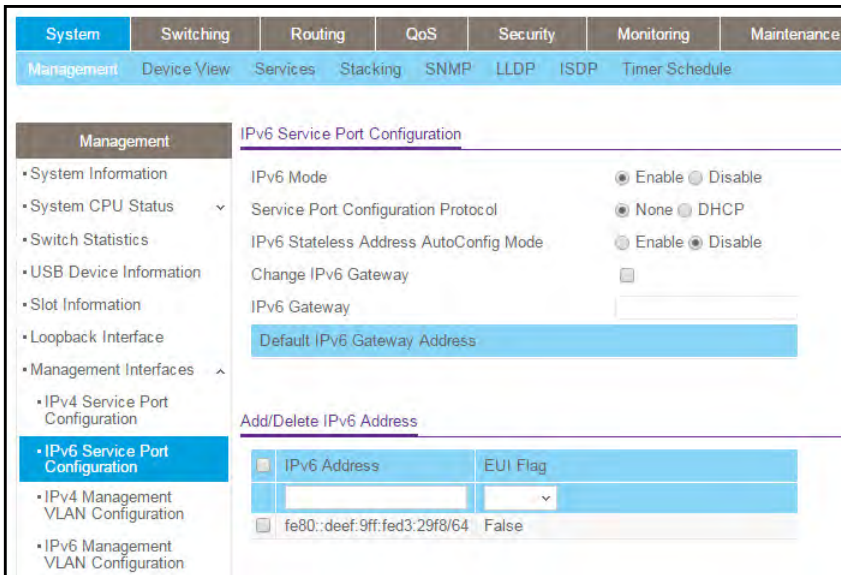 System Switching Routing QoS Security Monitoring Maintenance
Management Device View Services Stacking SNMP LLDP ISDP Timer Schedule
Management
System Information
System CPU Status
Switch Statistics
USB Device Information
Slot Information
Loopback Interface
Management Interfaces
IPv4 Service Port
Configuration
IPv6 Service Port
Configuration
IPv4 Management
VLAN Configuration
IPv6 Management
VLAN Configuration
IPv6 Service Port Configuration
IPv6 Mode Enable Disable
Service Port Configuration Protocol None DHCP
IPv6 Stateless Address AutoConfig Mode Enable Disable
Change IPv6 Gateway
IPv6 Gateway
Default IPv6 Gateway Address
Add/Delete IPv6 Address
IPv6 Address EUI Flag
fe80::deef:9ff:fed3:29f8/64 False